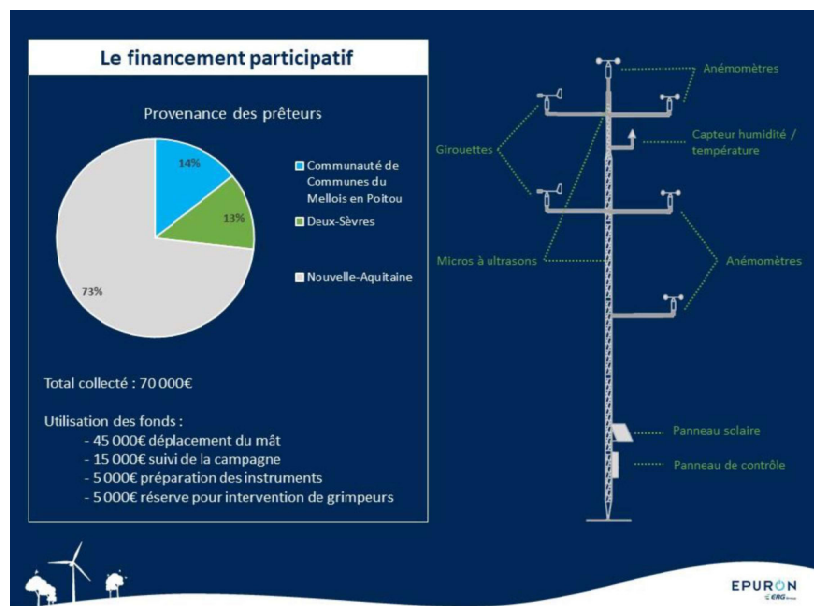 Le financement participatif
Provenance des prêteurs
14%
13%
73%
Communauté de
Communes du
Mellois en Poitou
Deux-Sèvres
Nouvelle-Aquitaine
Total collecté : 70 000€
Utilisation des fonds :
- 45 000€ déplacement du mât
- 15 000€ suivi de la campagne
- 5 000€ préparation des instruments
- 5 000€ réserve pour intervention de grimpeurs
Anémomètres
Girouettes
Capteur humidité /
température
Micros à ultrasons
Anémomètres
Panneau sclaire
Panneau de contrôle
EPURON
ERG